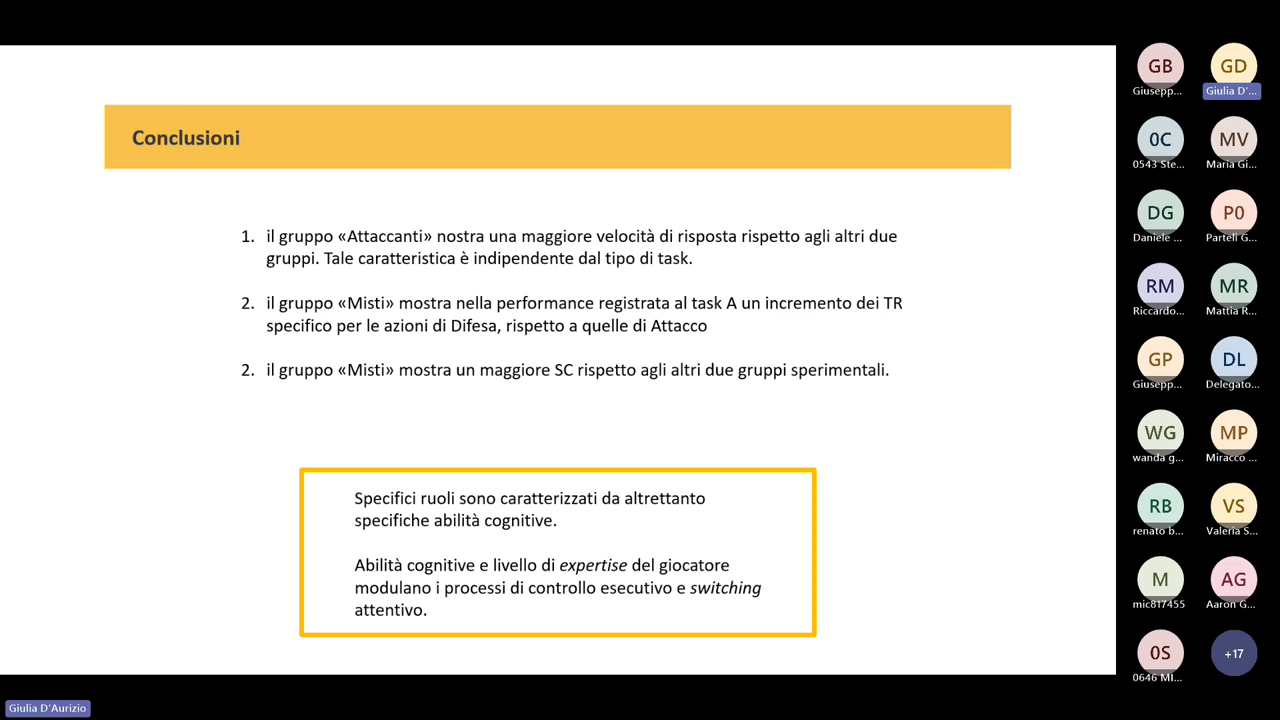 Conclusioni
1. il gruppo «Attaccanti» nostra una maggiore velocità di risposta rispetto agli altri due
gruppi. Tale caratteristica è indipendente dal tipo di task.
2. il gruppo «Misti» mostra nella performance registrata al task A un incremento dei TR
specifico per le azioni di Difesa, rispetto a quelle di Attacco
2. il gruppo «Misti» mostra un maggiore SC rispetto agli altri due gruppi sperimentali.
Specifici ruoli sono caratterizzati da altrettanto
specifiche abilità cognitive.
Abilità cognitive e livello di expertise del giocatore
modulano i processi di controllo esecutivo e switching
attentivo.
GB GD
Giusepp... Giulia D'...
0C MV
0543 Ste... Maria Gi...
DG P0
Daniele ... Parteli G...
RM MR
Riccardo... Mattia R...
GP DL
Giusepp... Delegato...
WG MP
wanda g... Miracco ...
RB VS
renato b... Valeria S...
M AG
mic817455 Aaron G...
0S +17
0646 MI...
Giulia D'Aurizio